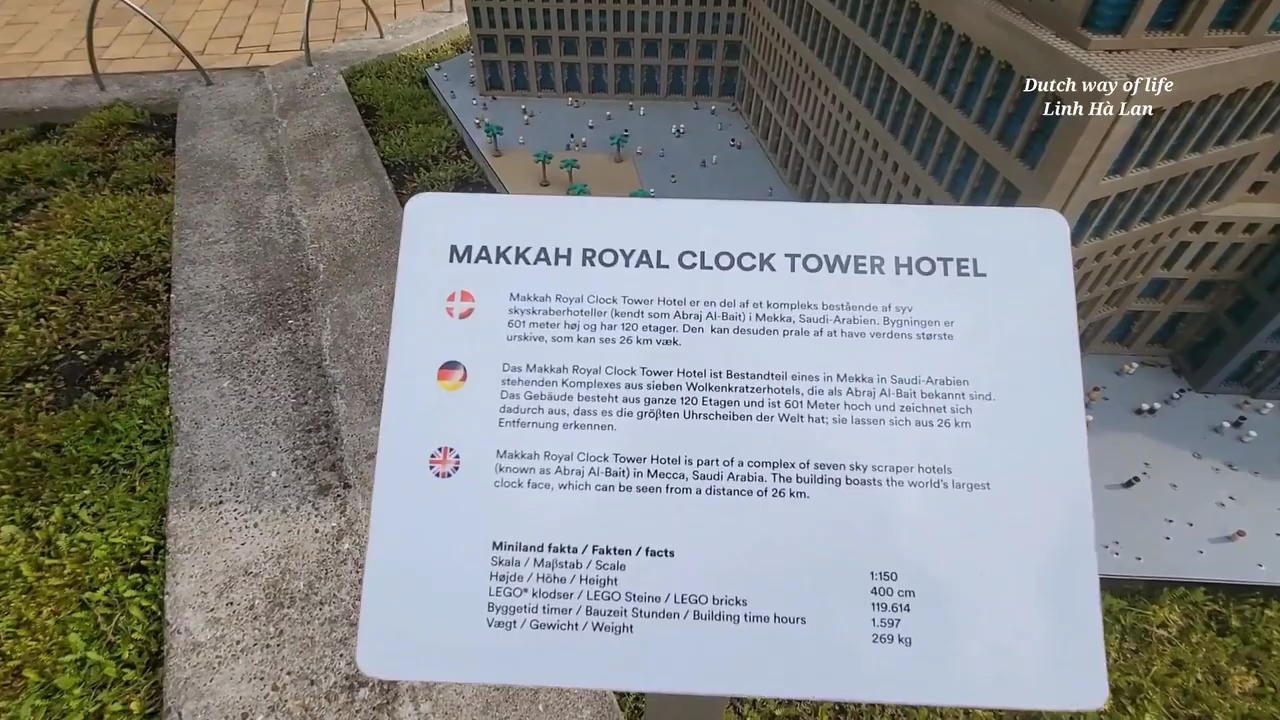 Dutch way of life
Linh Hà Lan
MAKKAH ROYAL CLOCK TOWER HOTEL
Makkah Royal Clock Tower Hotel er en del af et kompleks bestående af syv
skyskraberhoteller (kendt som Abraj Al-Bait) i Mekka, Saudi-Arabien. Bygningen er
601 meter høj og har 120 etager. Den kan desuden prale af at have verdens største
urskive, som kan ses 26 km væk.
Das Makkah Royal Clock Tower Hotel ist Bestandteil eines in Mekka in Saudi-Arabien
stehenden Komplexes aus sieben Wolkenkratzerhotels, die als Abraj Al-Bait bekannt sind.
Das Gebäude besteht aus ganze 120 Etagen und ist 601 Meter hoch und zeichnet sich
dadurch aus, dass es die größten Uhrscheiben der Welt hat; sie lassen sich aus 26 km
Entfernung erkennen.
Makkah Royal Clock Tower Hotel is part of a complex of seven sky scraper hotels
(known as Abraj Al-Bait) in Mecca, Saudi Arabia. The building boasts the world's largest
clock face, which can be seen from a distance of 26 km.
Miniland fakta / Fakten / facts
Skala / Maßstab / Scale 1:150
Højde / Höhe / Height 400 cm
LEGO® klodser / LEGO Steine / LEGO bricks 119.614
Byggetid timer / Bauzeit Stunden / Building time hours 1.597
Vægt / Gewicht / Weight 269 kg